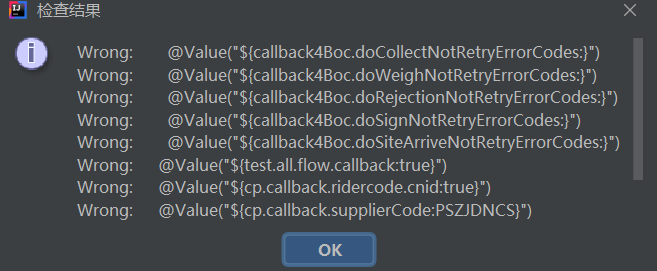 检查结果
Wrong: @Value("${callback4Boc.doCollectNotRetryErrorCodes:}")
Wrong: @Value("${callback4Boc.doWeighNotRetryErrorCodes:}")
Wrong: @Value("${callback4Boc.doRejectionNotRetryErrorCodes:}")
Wrong: @Value("${callback4Boc.doSignNotRetryErrorCodes:}")
Wrong: @Value("${callback4Boc.doSiteArriveNotRetryErrorCodes:}")
Wrong: @Value("${test.all.flow.callback:true}")
Wrong: @Value("${cp.callback.ridercode.cnid:true}")
Wrong: @Value("${cp.callback.supplierCode:PSZJDNCS}")
OK